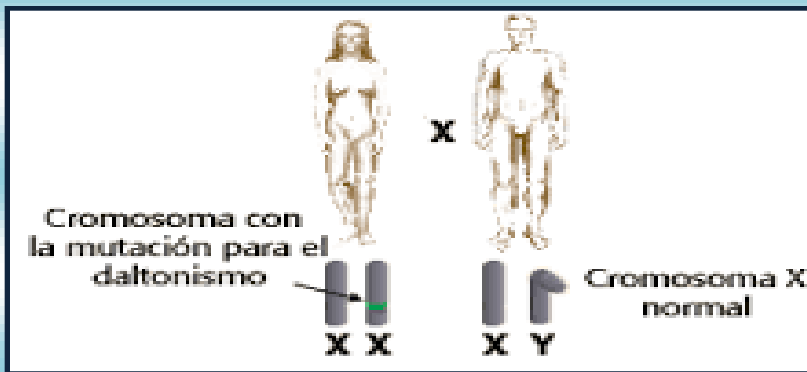 X
Cromosoma con
la mutación para el
daltonismo
Cromosoma X
normal
X X X Y